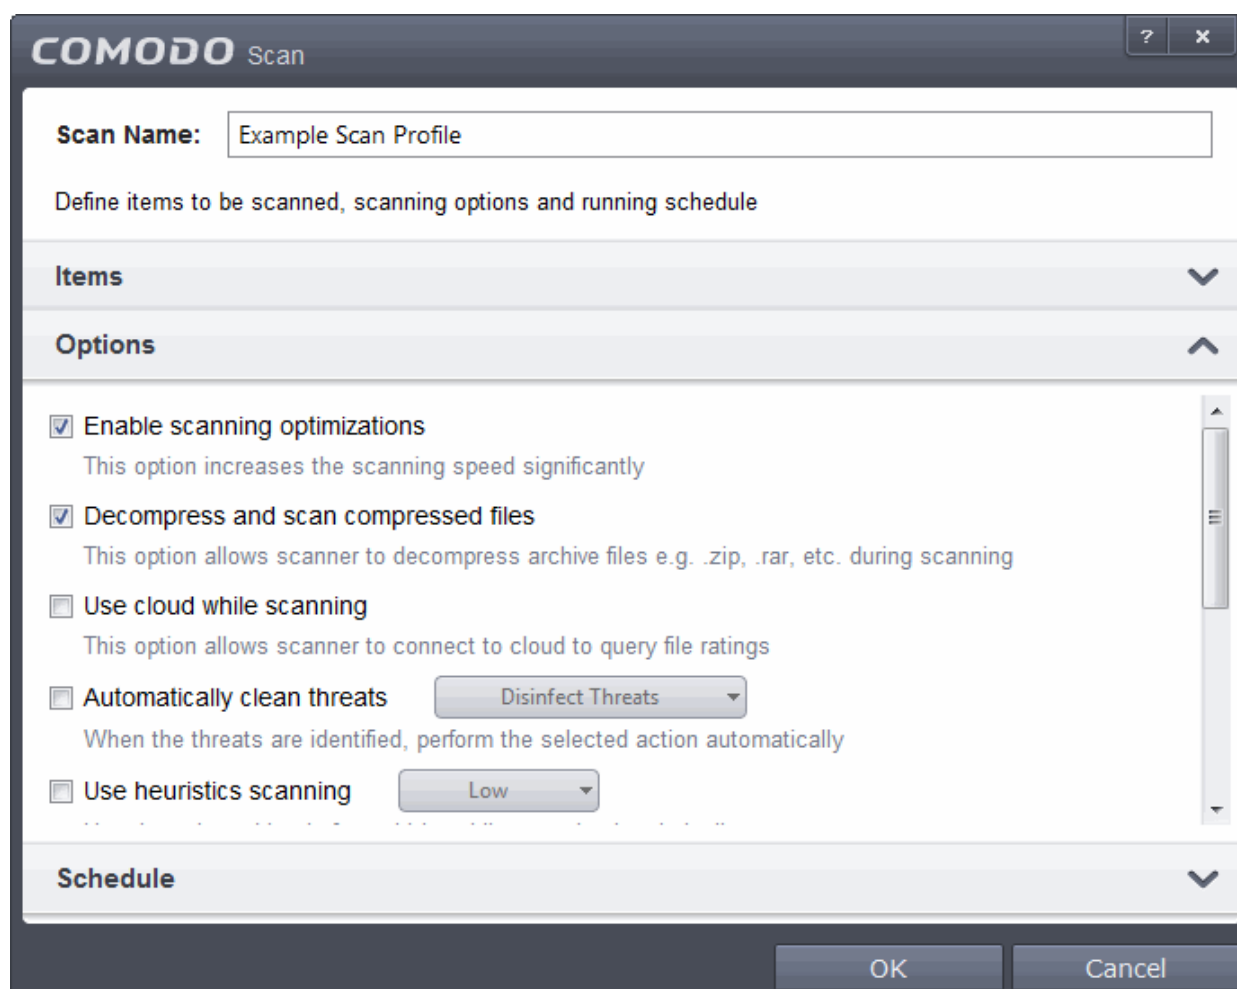 COMODO Scan
? ×
Scan Name: Example Scan Profile
Define items to be scanned, scanning options and running schedule
Items
Options
Enable scanning optimizations
This option increases the scanning speed significantly
Decompress and scan compressed files
This option allows scanner to decompress archive files e.g. .zip, .rar, etc. during scanning
Use cloud while scanning
This option allows scanner to connect to cloud to query file ratings
Automatically clean threats Disinfect Threats
When the threats are identified, perform the selected action automatically
Use heuristics scanning Low
Schedule
OK Cancel